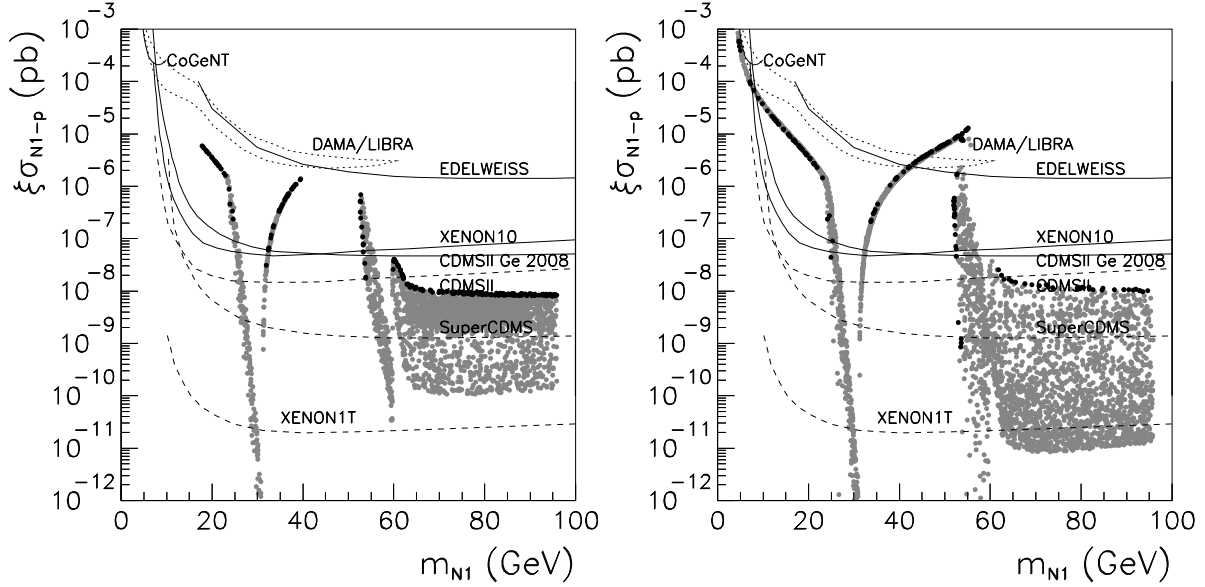 10^-3
10^-4
10^-5
10^-6
10^-7
10^-8
10^-9
10^-10
10^-11
10^-12
ξσN1-p (pb)
CoGeNT
DAMA/LIBRA
EDELWEISS
XENON10
CDMSII Ge 2008
CDMSII
SuperCDMS
XENON1T
0 20 40 60 80 100
mN1 (GeV)
10^-3
10^-4
10^-5
10^-6
10^-7
10^-8
10^-9
10^-10
10^-11
10^-12
ξσN1-p (pb)
CoGeNT
DAMA/LIBRA
EDELWEISS
XENON10
CDMSII Ge 2008
CDMSII
SuperCDMS
XENON1T
0 20 40 60 80 100
mN1 (GeV)